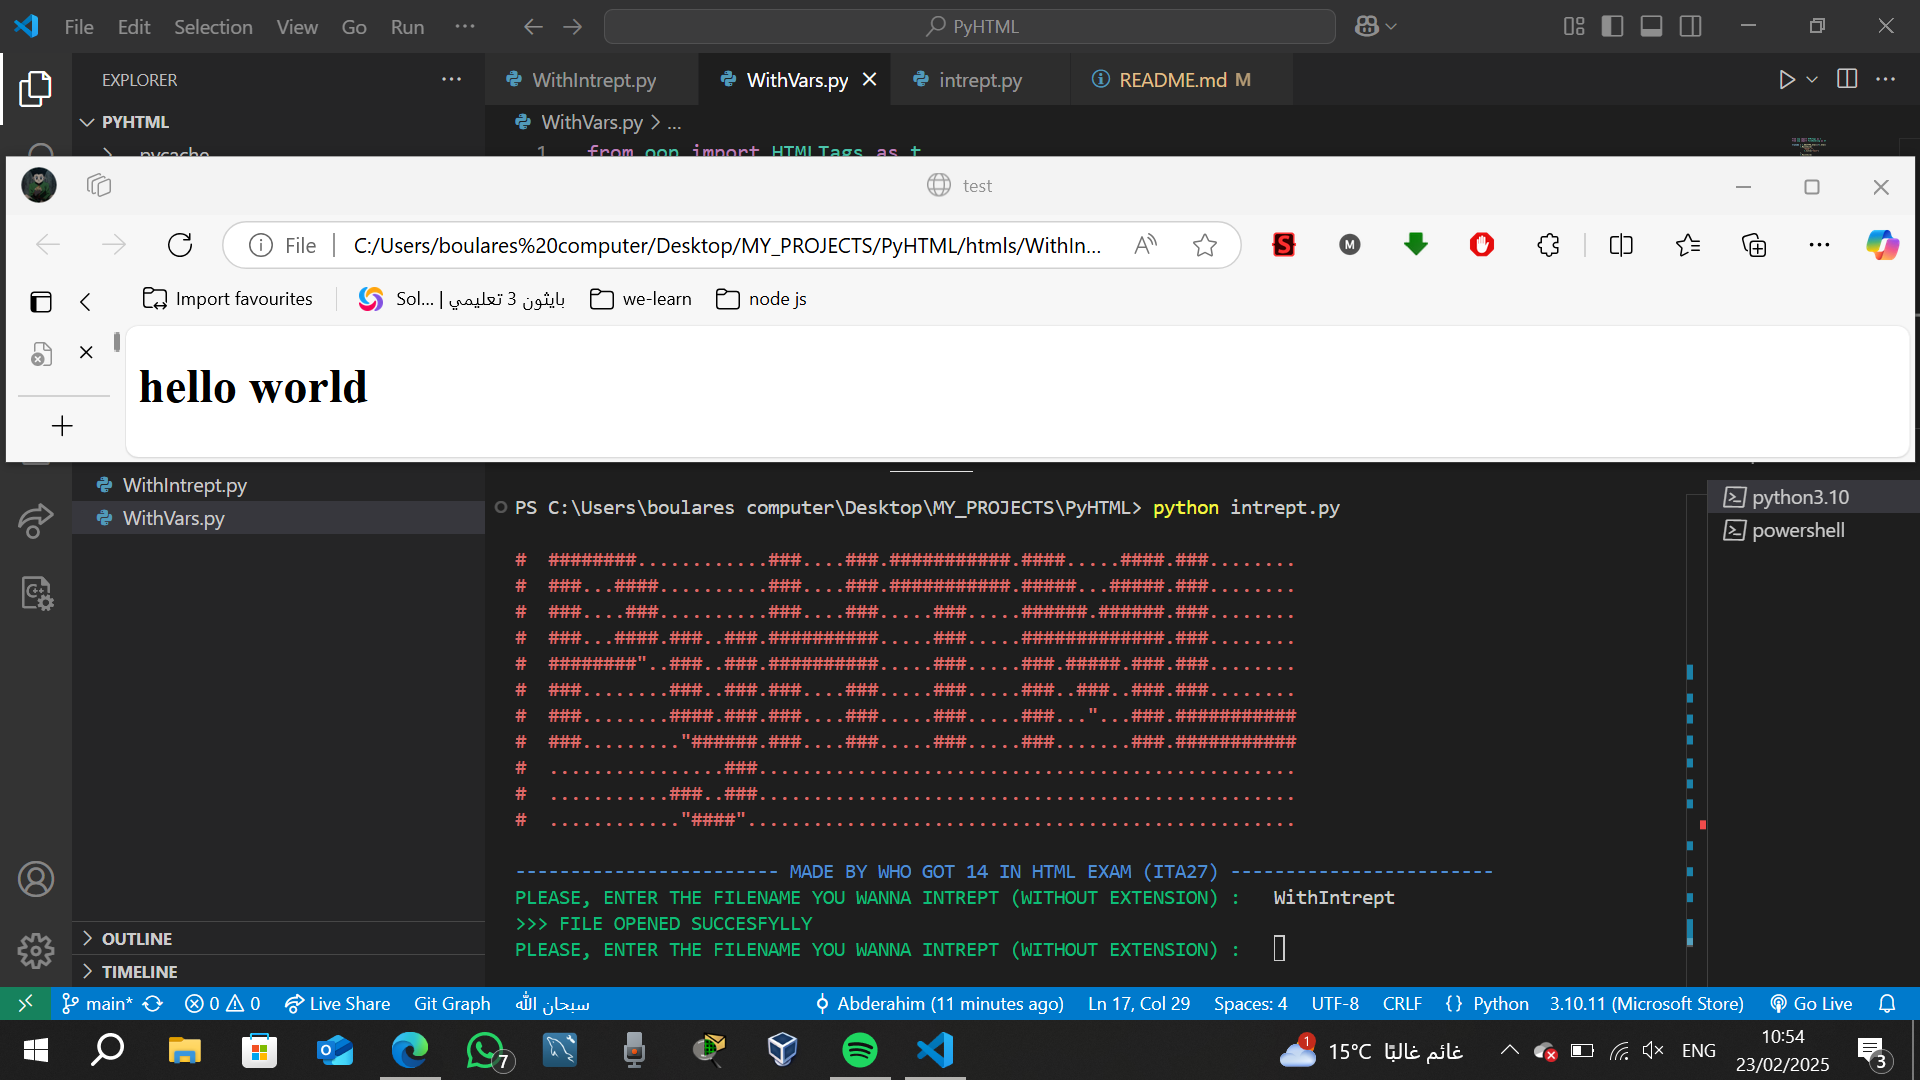 File Edit Selection View Go Run ··· PyHTML
EXPLORER ···
WithIntrept.py WithVars.py intrept.py README.md M
PYHTML
WithVars.py > ...
pycache
1 from oop import HTMLTags as t
test
File C:/Users/boulares%20computer/Desktop/MY_PROJECTS/PyHTML/htmls/WithIn...
Import favourites Sol... | بايثون 3 تعليمي we-learn node js
hello world
WithIntrept.py
WithVars.py
PS C:\Users\boulares computer\Desktop\MY_PROJECTS\PyHTML> python intrept.py
python3.10
powershell
#  ########............###....###.###########.####.....####.###........
#  ###...####..........###....###.###########.#####...#####.###........
#  ###....###..........###....###.....###.....######.######.###........
#  ###...####.###..###.##########.....###.....#############.###........
#  ########"..###..###.##########.....###.....###.#####.###.###........
#  ###........###..###.###....###.....###.....###..###..###.###........
#  ###........####.###.###....###.....###.....###..."...###.###########
#  ###........."######.###....###.....###.....###.......###.###########
#  ................###.................................................
#  ...........###..###.................................................
#  ............"####"..................................................
------------------------ MADE BY WHO GOT 14 IN HTML EXAM (ITA27) ------------------------
PLEASE, ENTER THE FILENAME YOU WANNA INTREPT (WITHOUT EXTENSION) : WithIntrept
>>> FILE OPENED SUCCESFYLLY
PLEASE, ENTER THE FILENAME YOU WANNA INTREPT (WITHOUT EXTENSION) :
OUTLINE
TIMELINE
main* 0 0 Live Share Git Graph سبحان الله Abderahim (11 minutes ago) Ln 17, Col 29 Spaces: 4 UTF-8 CRLF {} Python 3.10.11 (Microsoft Store) Go Live
7 1 15°C غائم غالبًا ENG 10:54
23/02/2025 3